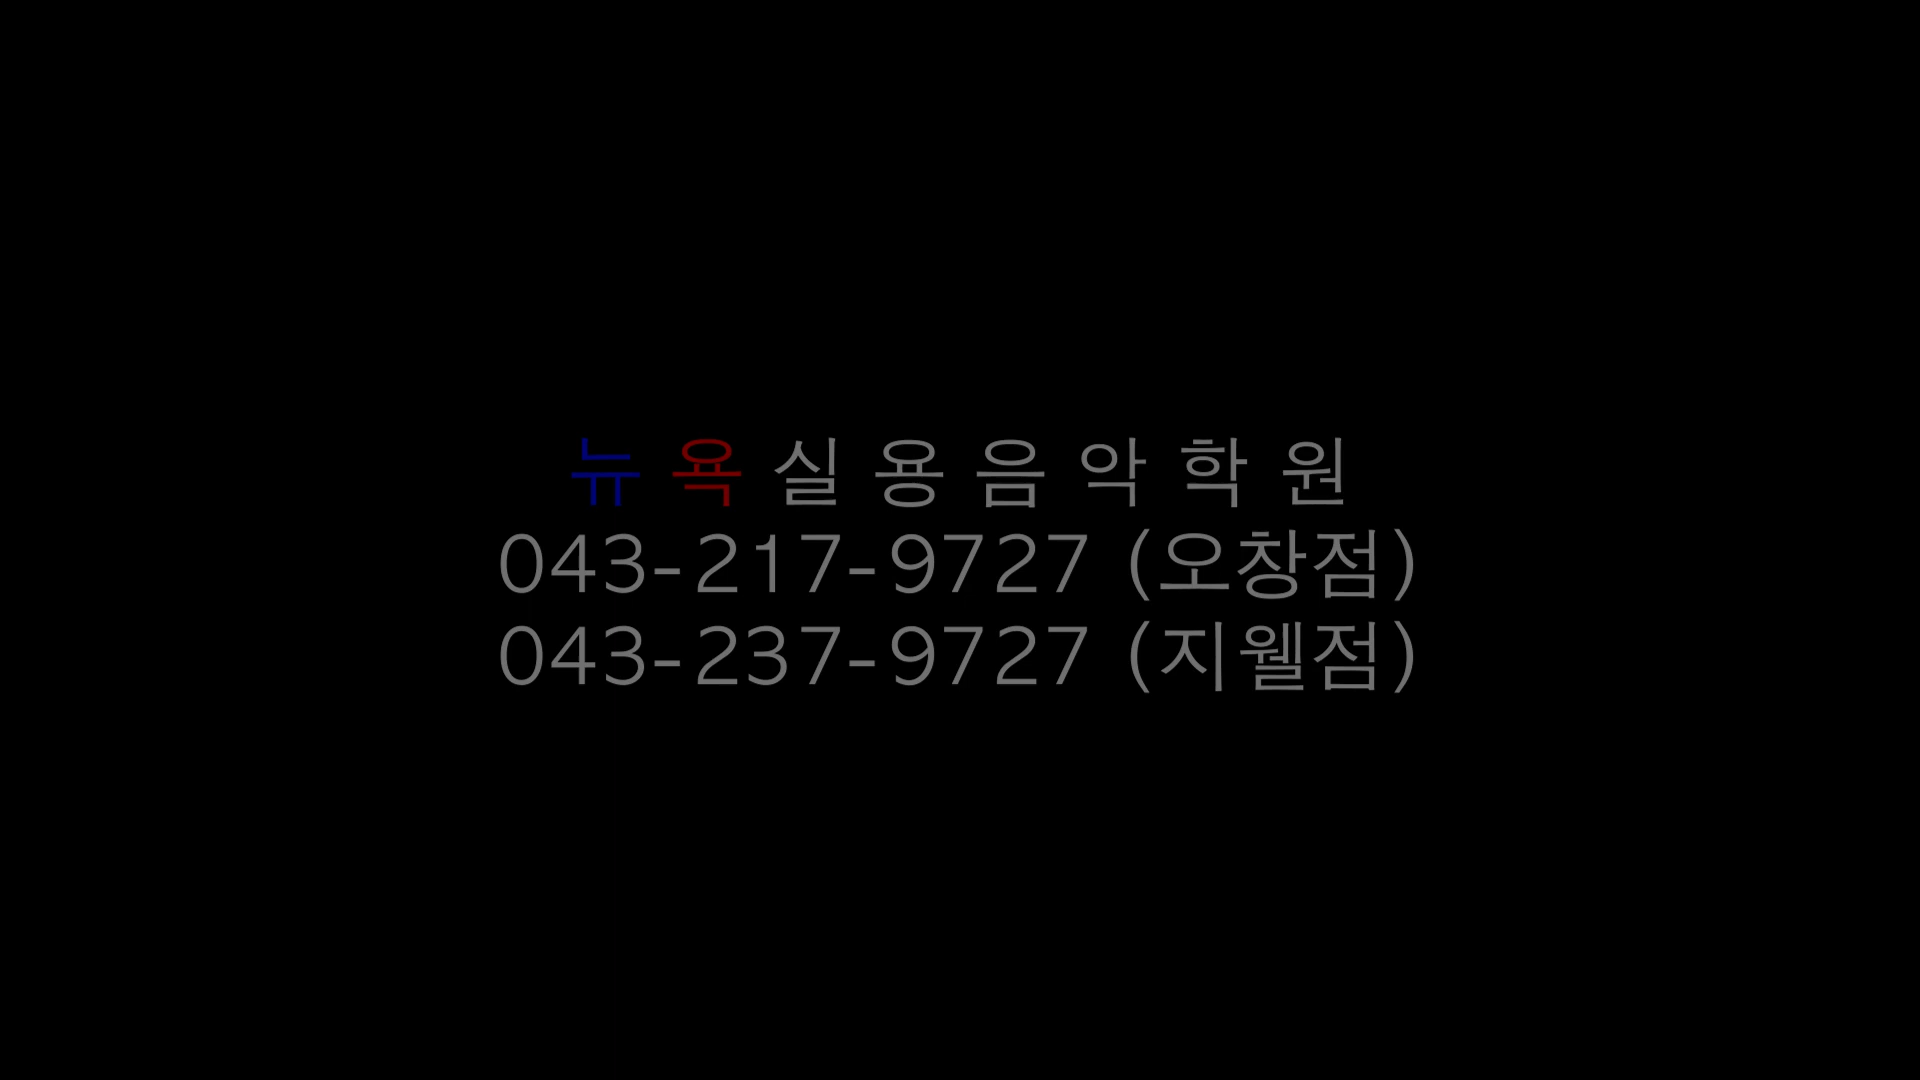 뉴 욕 실 용 음 악 학 원
043-217-9727 (오창점)
043-237-9727 (지웰점)